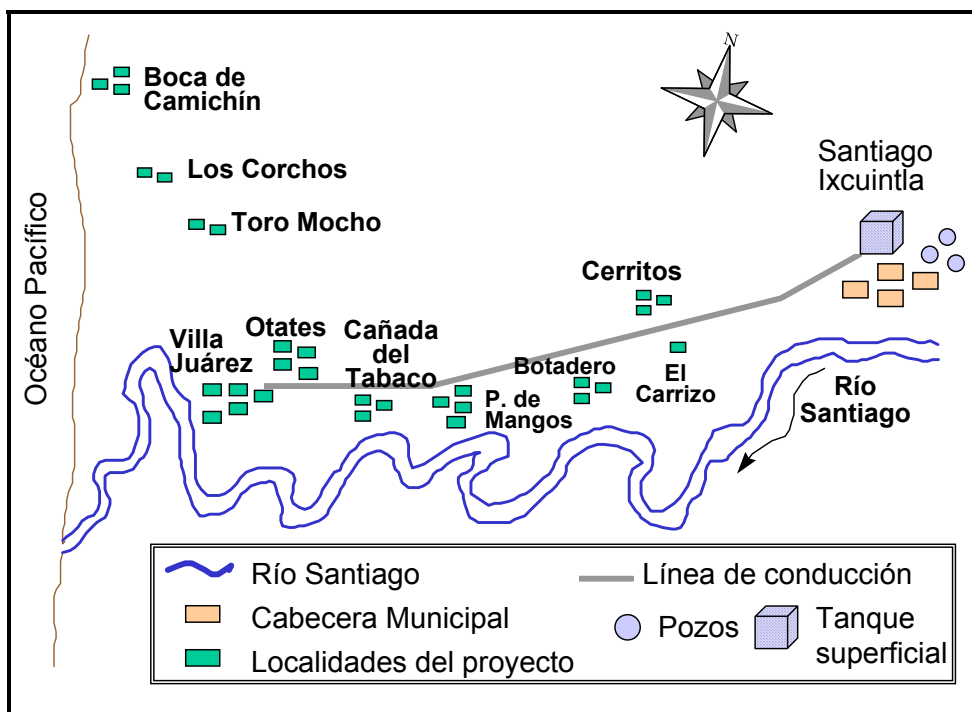 N
Boca de
Camichín
Santiago
Ixcuintla
Los Corchos
Toro Mocho
Océano Pacífico
Cerritos
Otates
Cañada
del
Tabaco
Villa
Juárez
Botadero
El
Carrizo
P. de
Mangos
Río
Santiago
Río Santiago
Línea de conducción
Cabecera Municipal
Pozos
Tanque
superficial
Localidades del proyecto